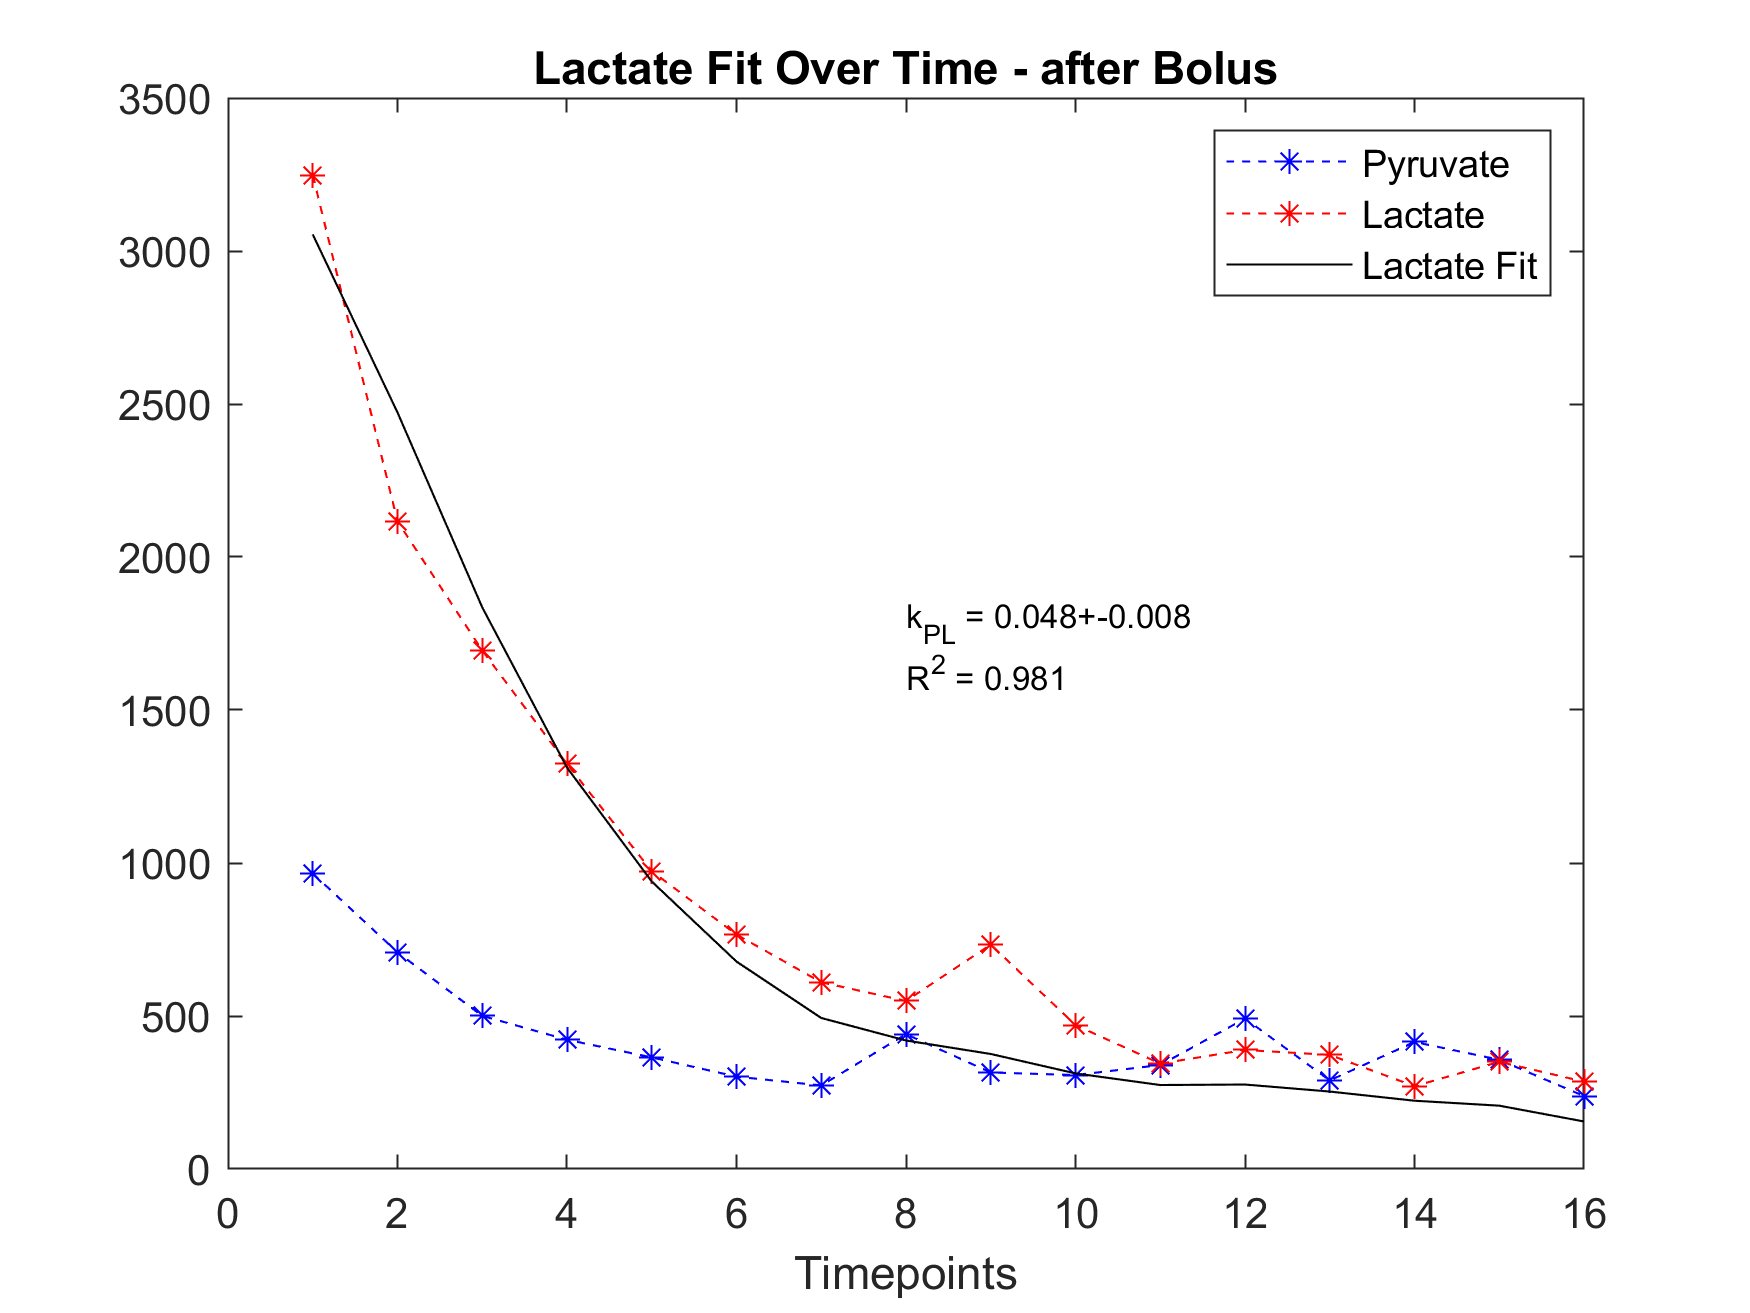 Lactate Fit Over Time - after Bolus
3500
3000
2500
2000
1500
1000
500
0
Pyruvate
Lactate
Lactate Fit
kPL = 0.048+-0.008
R2 = 0.981
0 2 4 6 8 10 12 14 16
Timepoints